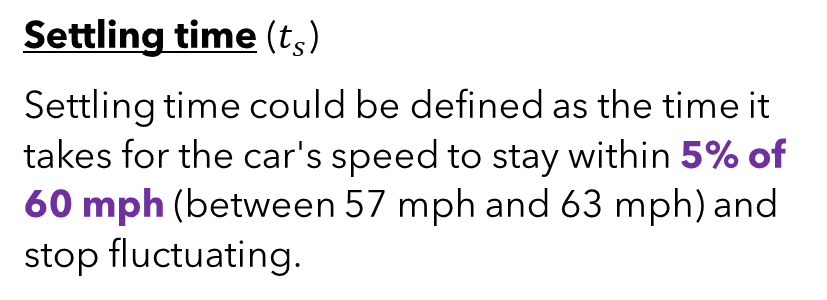 Settling time (tₛ)
Settling time could be defined as the time it
takes for the car's speed to stay within 5% of
60 mph (between 57 mph and 63 mph) and
stop fluctuating.